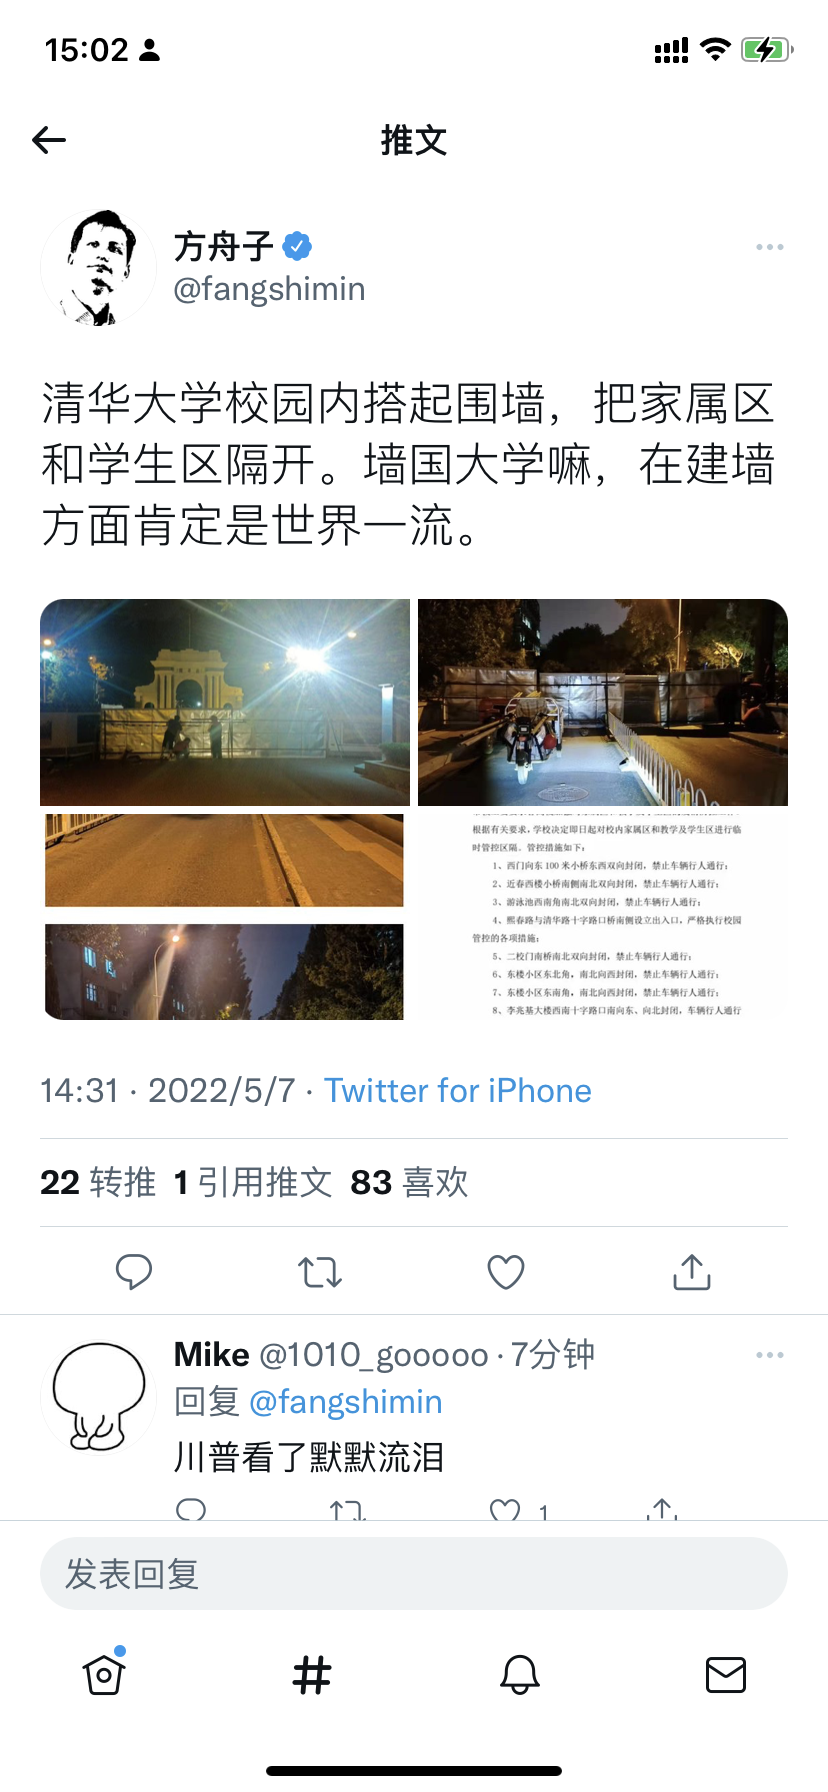 15:02
推文
方舟子
@fangshimin
清华大学校园内搭起围墙，把家属区
和学生区隔开。墙国大学嘛，在建墙
方面肯定是世界一流。
根据有关要求，学校决定即日起对校内家属区和教学及学生区进行临
时管控区隔。管控措施如下：
1、西门向东 100 米小桥东西双向封闭，禁止车辆行人通行；
2、近春西楼小桥南侧南北双向封闭，禁止车辆行人通行；
3、游泳池西南角南北双向封闭，禁止车辆行人通行；
4、熙春路与清华路十字路口桥南侧设立出入口，严格执行校园
管控的各项措施；
5、二校门南桥南北双向封闭，禁止车辆行人通行；
6、东楼小区东北角，南北向西封闭，禁止车辆行人通行；
7、东楼小区东南角，南北向西封闭，禁止车辆行人通行；
8、李兆基大楼西南十字路口南向东、向北封闭，车辆行人通行
14:31 · 2022/5/7 · Twitter for iPhone
22 转推 1 引用推文 83 喜欢
Mike @1010_gooooo · 7分钟
回复 @fangshimin
川普看了默默流泪
1
发表回复